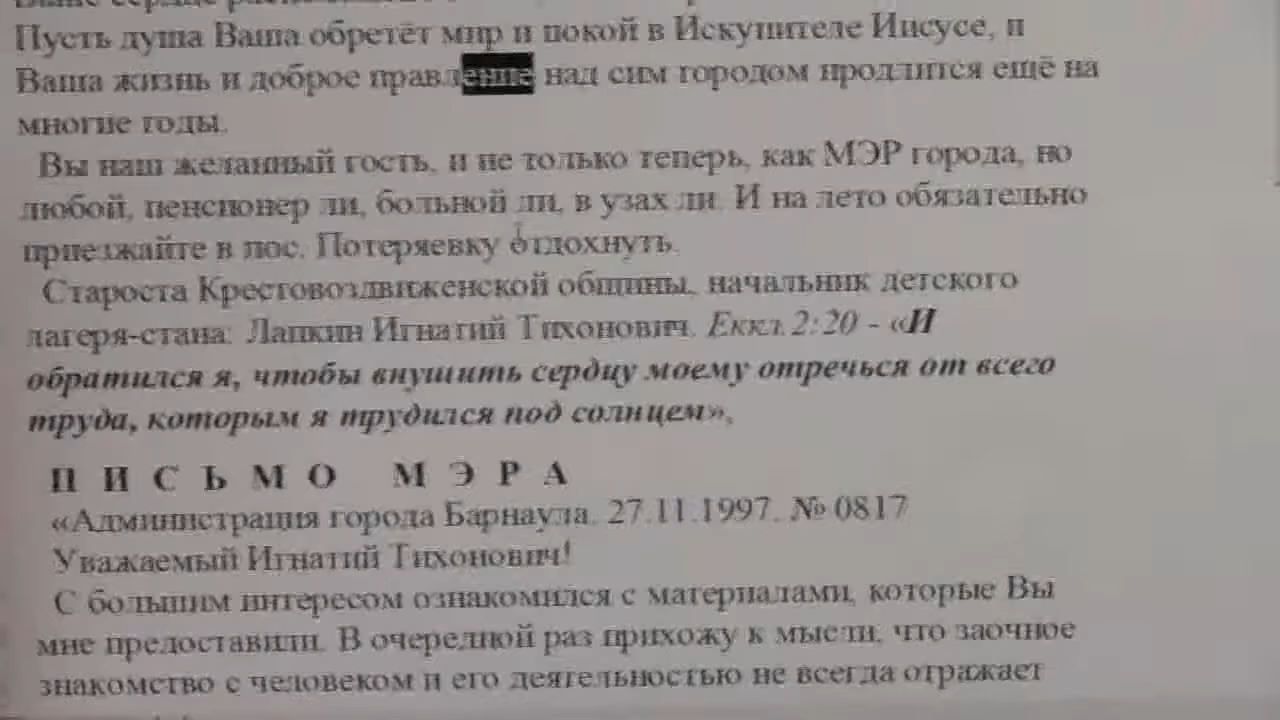 Пусть душа Ваша обретёт мир и покой в Искупителе Иисусе, и
Ваша жизнь и доброе правление над сим городом продлится ещё на
многие годы.
Вы наш желанный гость, и не только теперь, как МЭР города, но
любой, пенсионер ли, больной ли, в узах ли. И на лето обязательно
приезжайте в пос. Потеряевку отдохнуть.
Староста Крестовоздвиженской общины, начальник детского
лагеря-стана: Лапкин Игнатий Тихонович. Еккл.2:20 - «И
обратился я, чтобы внушить сердцу моему отречься от всего
труда, которым я трудился под солнцем»,
П И С Ь М О М Э Р А
«Администрация города Барнаула. 27.11.1997. № 0817
Уважаемый Игнатий Тихонович!
С большим интересом ознакомился с материалами, которые Вы
мне предоставили. В очередной раз прихожу к мысли, что заочное
знакомство с человеком и его деятельностью не всегда отражает